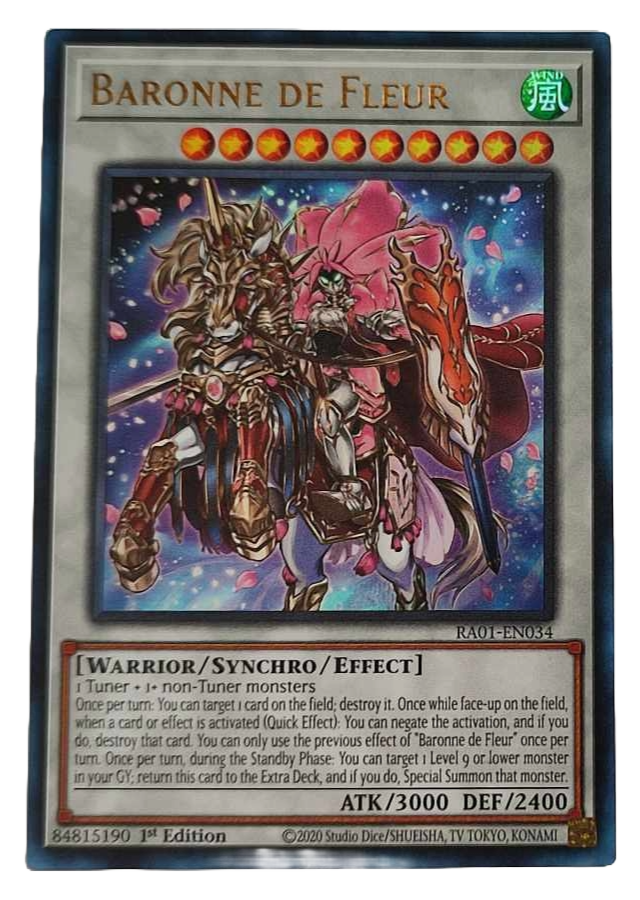 BARONNE DE FLEUR
WIND
風
RA01-EN034
[WARRIOR/SYNCHRO/EFFECT]
1 Tuner + 1+ non-Tuner monsters
Once per turn: You can target 1 card on the field; destroy it. Once while face-up on the field,
when a card or effect is activated (Quick Effect): You can negate the activation, and if you
do, destroy that card. You can only use the previous effect of "Baronne de Fleur" once per
turn. Once per turn, during the Standby Phase: You can target 1 Level 9 or lower monster
in your GY; return this card to the Extra Deck, and if you do, Special Summon that monster.
ATK/3000 DEF/2400
84815190 1st Edition ©2020 Studio Dice/SHUEISHA, TV TOKYO, KONAMI